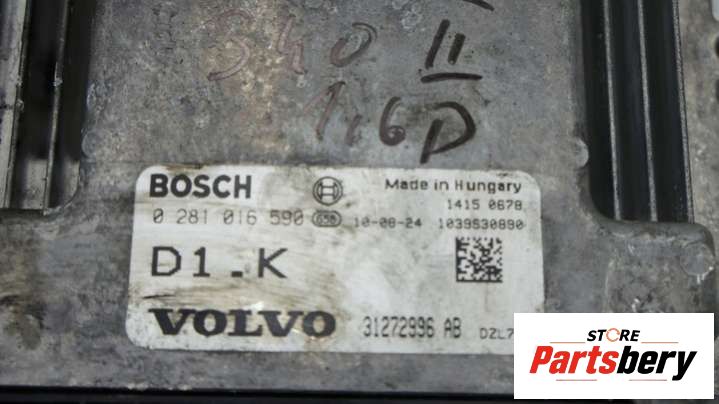 S40 II
1,6D
BOSCH Made in Hungary
1415 0678
0 281 016 590 G50 10-08-24 1039S30890
D1.K
VOLVO 31272996 AB DZL7
STORE
Partsbery